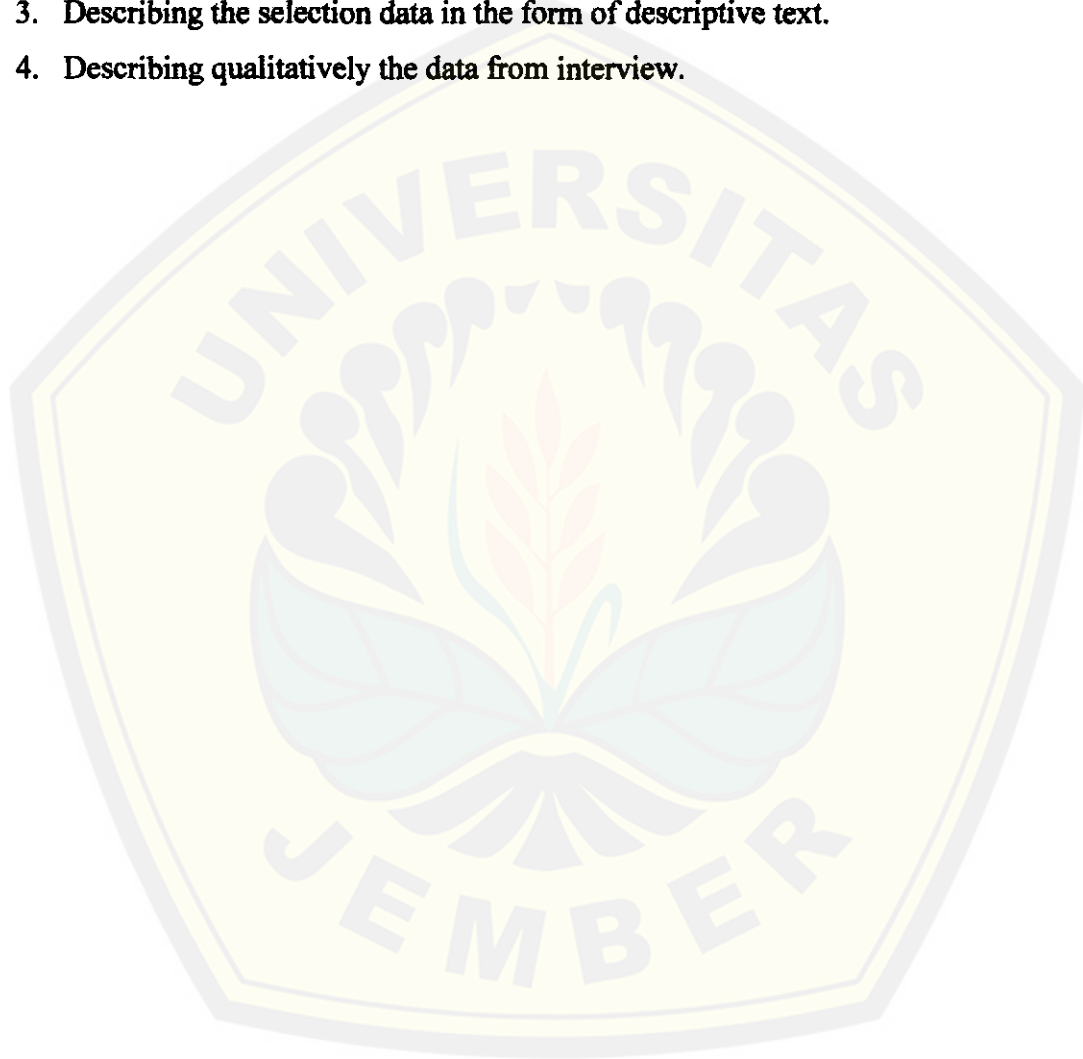 3. Describing the selection data in the form of descriptive text.
4. Describing qualitatively the data from interview.
UNIVERSITAS
JEMBER